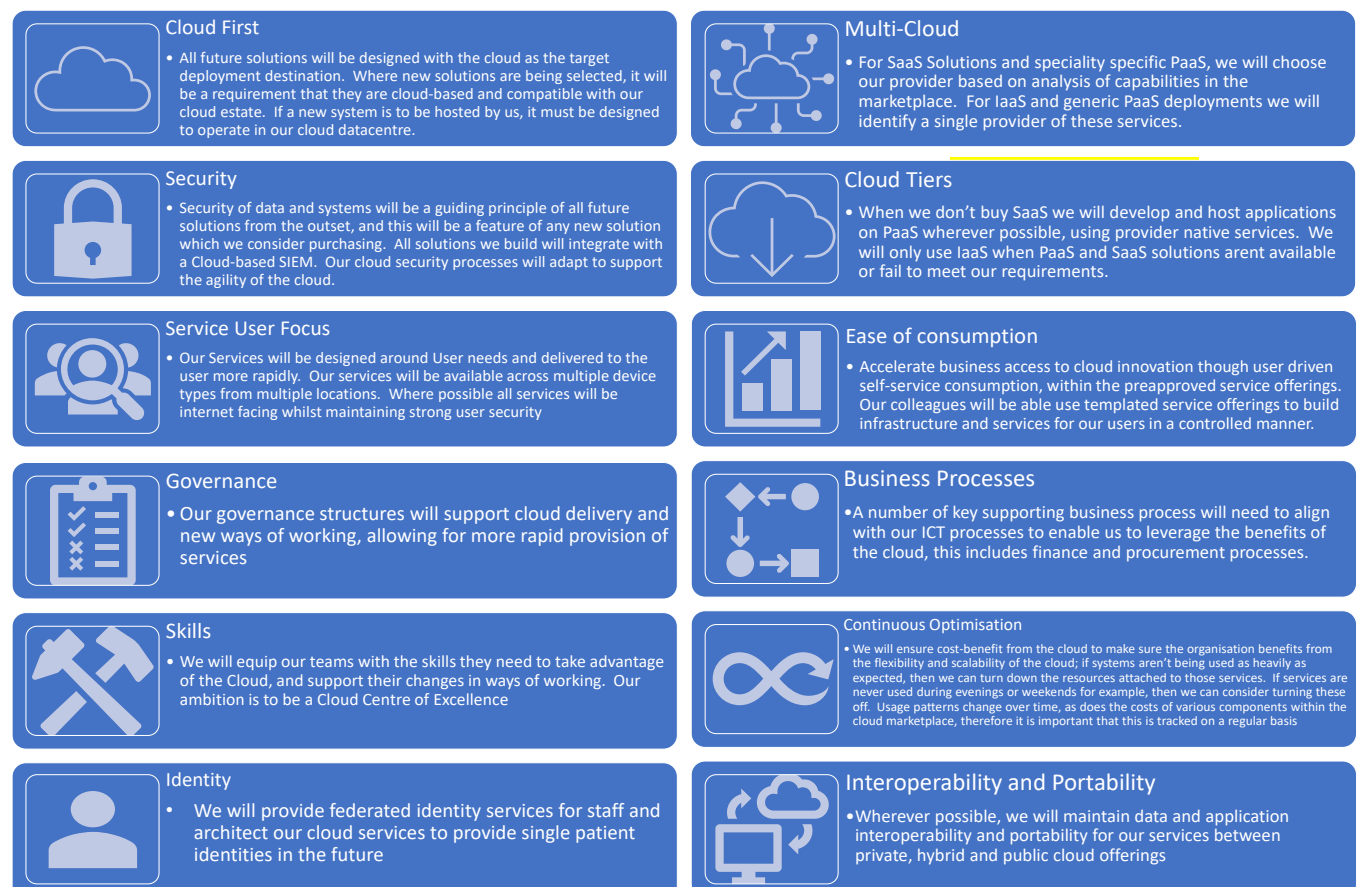 Cloud First
• All future solutions will be designed with the cloud as the target
deployment destination. Where new solutions are being selected, it will
be a requirement that they are cloud-based and compatible with our
cloud estate. If a new system is to be hosted by us, it must be designed
to operate in our cloud datacentre.
Multi-Cloud
• For SaaS Solutions and speciality specific PaaS, we will choose
our provider based on analysis of capabilities in the
marketplace. For IaaS and generic PaaS deployments we will
identify a single provider of these services.
Security
• Security of data and systems will be a guiding principle of all future
solutions from the outset, and this will be a feature of any new solution
which we consider purchasing. All solutions we build will integrate with
a Cloud-based SIEM. Our cloud security processes will adapt to support
the agility of the cloud.
Cloud Tiers
• When we don’t buy SaaS we will develop and host applications
on PaaS wherever possible, using provider native services. We
will only use IaaS when PaaS and SaaS solutions arent available
or fail to meet our requirements.
Service User Focus
• Our Services will be designed around User needs and delivered to the
user more rapidly. Our services will be available across multiple device
types from multiple locations. Where possible all services will be
internet facing whilst maintaining strong user security
Ease of consumption
• Accelerate business access to cloud innovation though user driven
self-service consumption, within the preapproved service offerings.
Our colleagues will be able use templated service offerings to build
infrastructure and services for our users in a controlled manner.
Governance
• Our governance structures will support cloud delivery and
new ways of working, allowing for more rapid provision of
services
Business Processes
•A number of key supporting business process will need to align
with our ICT processes to enable us to leverage the benefits of
the cloud, this includes finance and procurement processes.
Skills
• We will equip our teams with the skills they need to take advantage
of the Cloud, and support their changes in ways of working. Our
ambition is to be a Cloud Centre of Excellence
Continuous Optimisation
• We will ensure cost-benefit from the cloud to make sure the organisation benefits from
the flexibility and scalability of the cloud; if systems aren’t being used as heavily as
expected, then we can turn down the resources attached to those services. If services are
never used during evenings or weekends for example, then we can consider turning these
off. Usage patterns change over time, as does the costs of various components within the
cloud marketplace, therefore it is important that this is tracked on a regular basis
Identity
• We will provide federated identity services for staff and
architect our cloud services to provide single patient
identities in the future
Interoperability and Portability
•Wherever possible, we will maintain data and application
interoperability and portability for our services between
private, hybrid and public cloud offerings